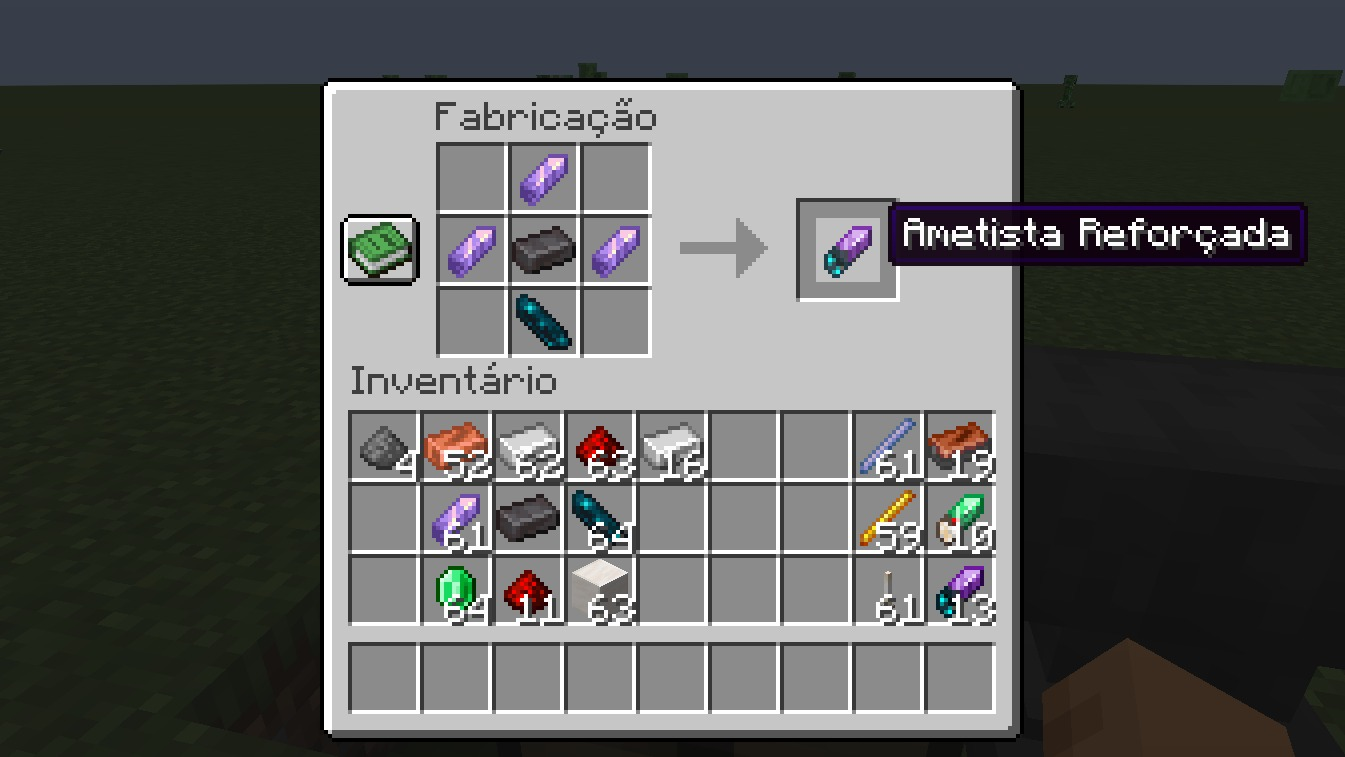 Fabricação
Ametista Reforçada
Inventário
4 52 62 63 16 61 19
61 64 59 10
64 11 63 61 13